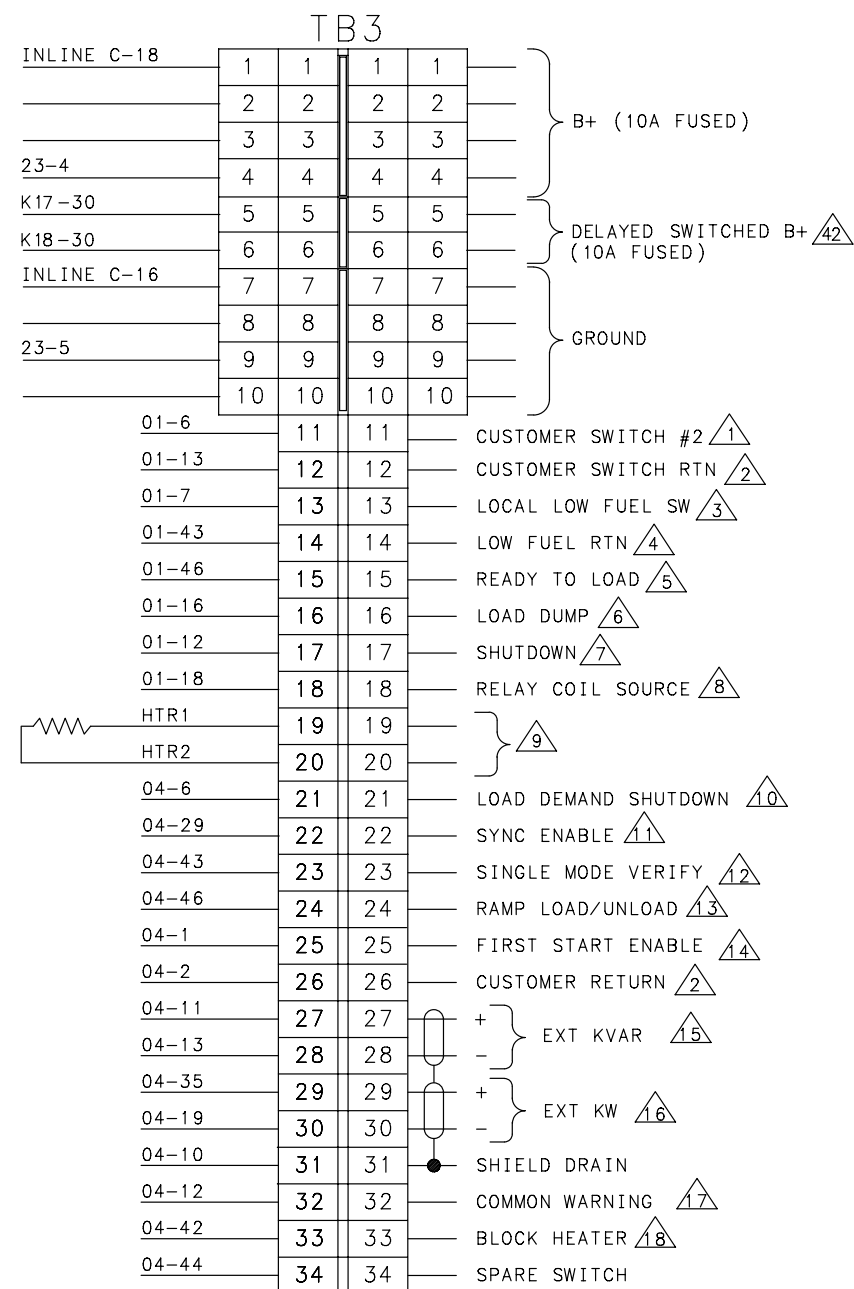 TB3
INLINE C-18 1 1 1 1
2 2 2 2 B+ (10A FUSED)
3 3 3 3
23-4 4 4 4 4
K17-30 5 5 5 5 DELAYED SWITCHED B+ 42
K18-30 6 6 6 6 (10A FUSED)
INLINE C-16 7 7 7 7
8 8 8 8 GROUND
23-5 9 9 9 9
10 10 10 10
01-6 11 11 CUSTOMER SWITCH #2 1
01-13 12 12 CUSTOMER SWITCH RTN 2
01-7 13 13 LOCAL LOW FUEL SW 3
01-43 14 14 LOW FUEL RTN 4
01-46 15 15 READY TO LOAD 5
01-16 16 16 LOAD DUMP 6
01-12 17 17 SHUTDOWN 7
01-18 18 18 RELAY COIL SOURCE 8
HTR1 19 19 9
HTR2 20 20
04-6 21 21 LOAD DEMAND SHUTDOWN 10
04-29 22 22 SYNC ENABLE 11
04-43 23 23 SINGLE MODE VERIFY 12
04-46 24 24 RAMP LOAD/UNLOAD 13
04-1 25 25 FIRST START ENABLE 14
04-2 26 26 CUSTOMER RETURN 2
04-11 27 27 + EXT KVAR 15
04-13 28 28 -
04-35 29 29 + EXT KW 16
04-19 30 30 -
04-10 31 31 SHIELD DRAIN
04-12 32 32 COMMON WARNING 17
04-42 33 33 BLOCK HEATER 18
04-44 34 34 SPARE SWITCH